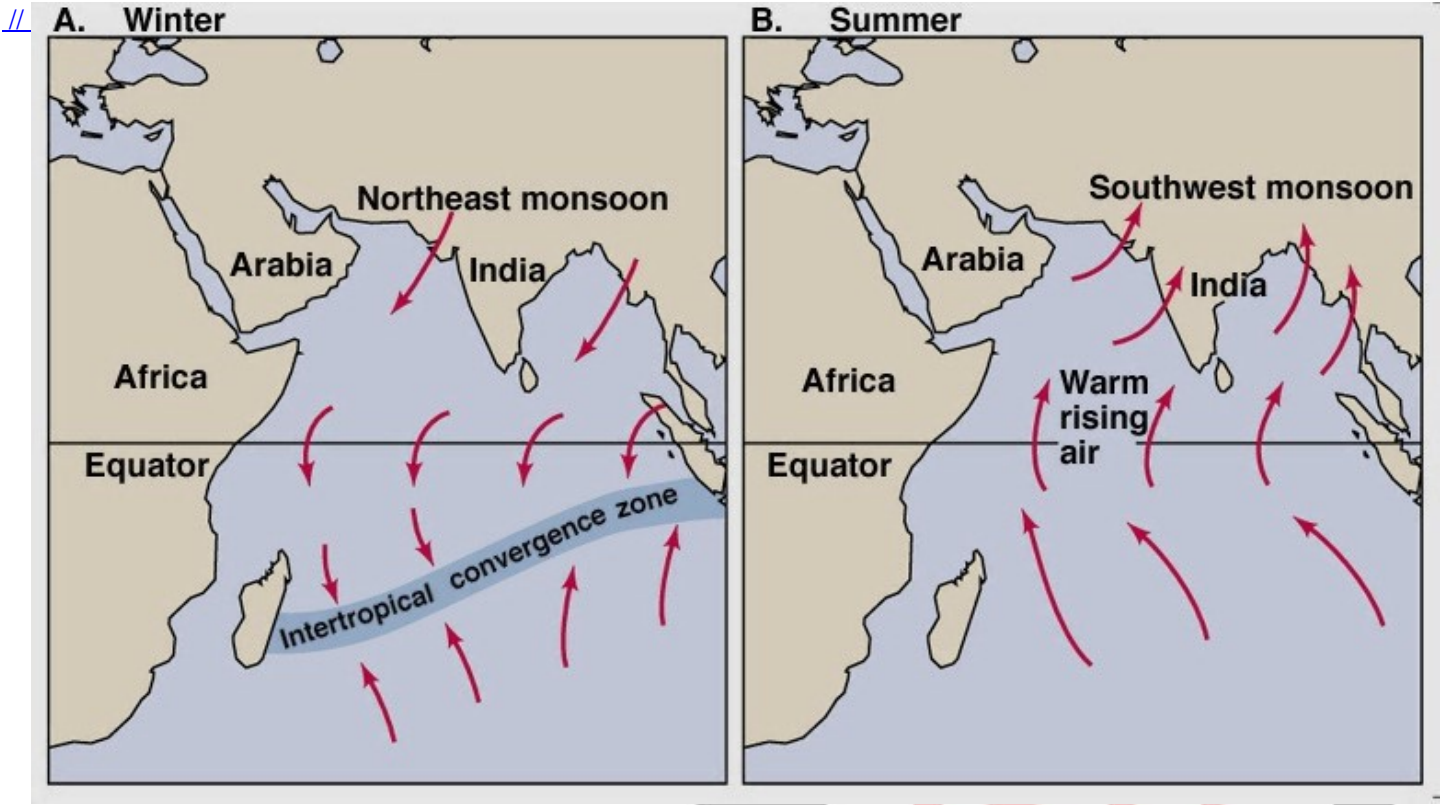 //
A. Winter
Northeast monsoon
Arabia
India
Africa
Equator
Intertropical convergence zone
B. Summer
Southwest monsoon
Arabia
India
Africa
Warm
rising
air
Equator